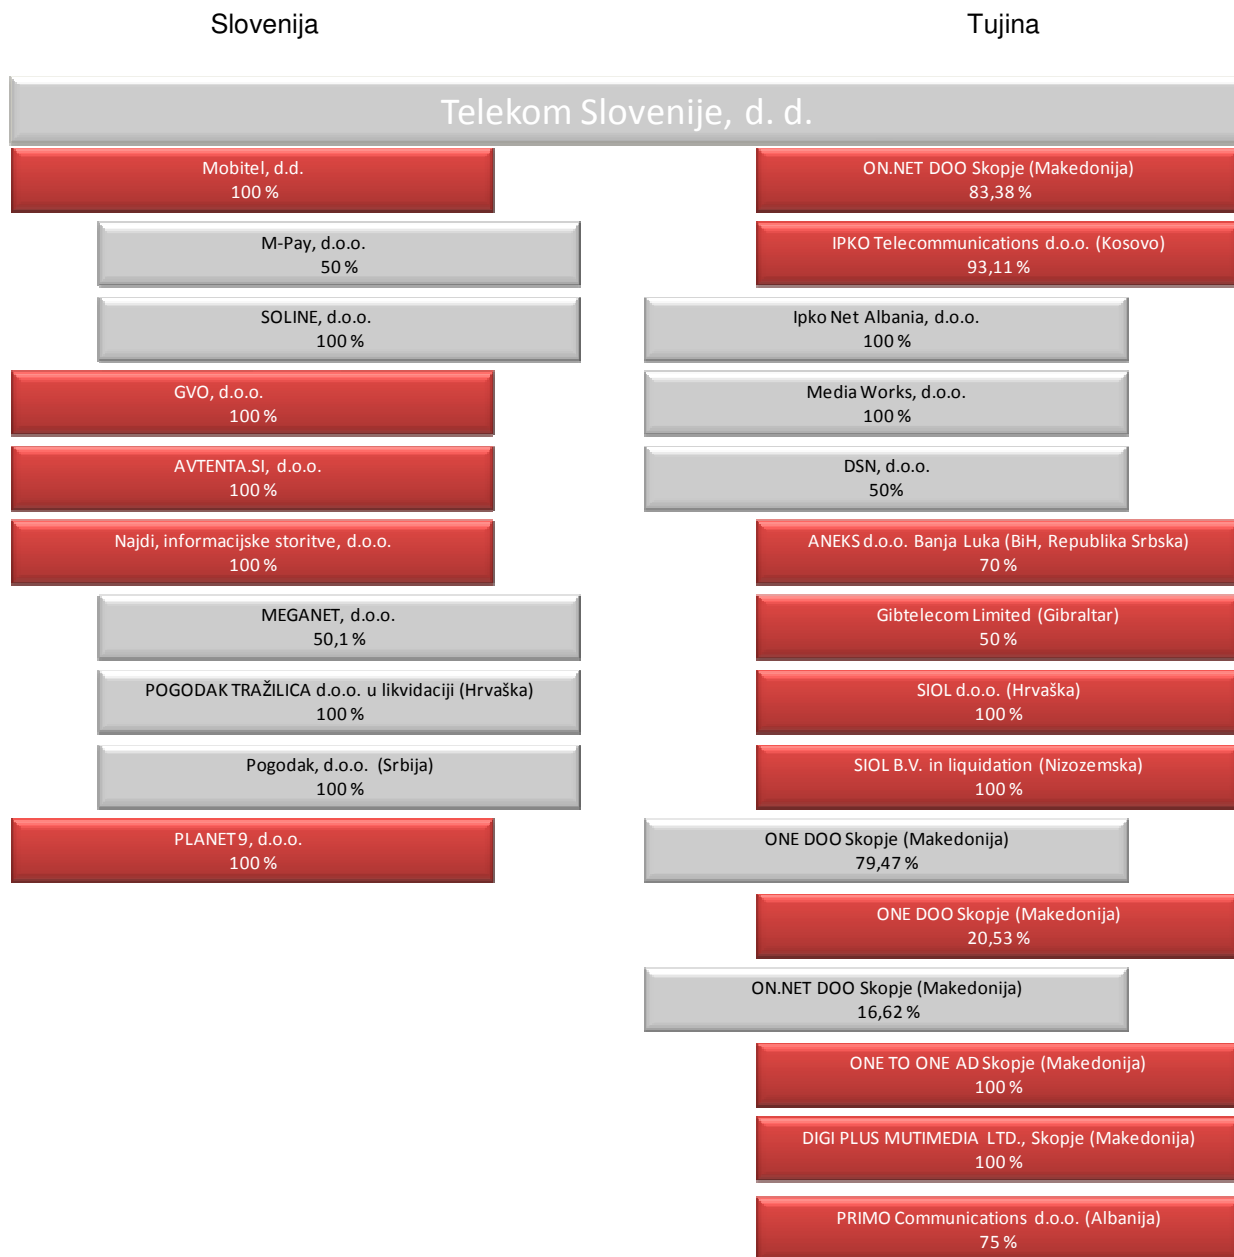 Slovenija
Tujina
Telekom Slovenije, d. d.
Mobitel, d.d.
100 %
M-Pay, d.o.o.
50 %
SOLINE, d.o.o.
100 %
GVO, d.o.o.
100 %
AVTENTA.SI, d.o.o.
100 %
Najdi, informacijske storitve, d.o.o.
100 %
MEGANET, d.o.o.
50,1 %
POGODAK TRAŽILICA d.o.o. u likvidaciji (Hrvaška)
100 %
Pogodak, d.o.o. (Srbija)
100 %
PLANET 9, d.o.o.
100 %
ON.NET DOO Skopje (Makedonija)
83,38 %
IPKO Telecommunications d.o.o. (Kosovo)
93,11 %
Ipko Net Albania, d.o.o.
100 %
Media Works, d.o.o.
100 %
DSN, d.o.o.
50%
ANEKS d.o.o. Banja Luka (BiH, Republika Srbska)
70 %
Gibtelecom Limited (Gibraltar)
50 %
SIOL d.o.o. (Hrvaška)
100 %
SIOL B.V. in liquidation (Nizozemska)
100 %
ONE DOO Skopje (Makedonija)
79,47 %
ONE DOO Skopje (Makedonija)
20,53 %
ON.NET DOO Skopje (Makedonija)
16,62 %
ONE TO ONE AD Skopje (Makedonija)
100 %
DIGI PLUS MUTIMEDIA LTD., Skopje (Makedonija)
100 %
PRIMO Communications d.o.o. (Albanija)
75 %